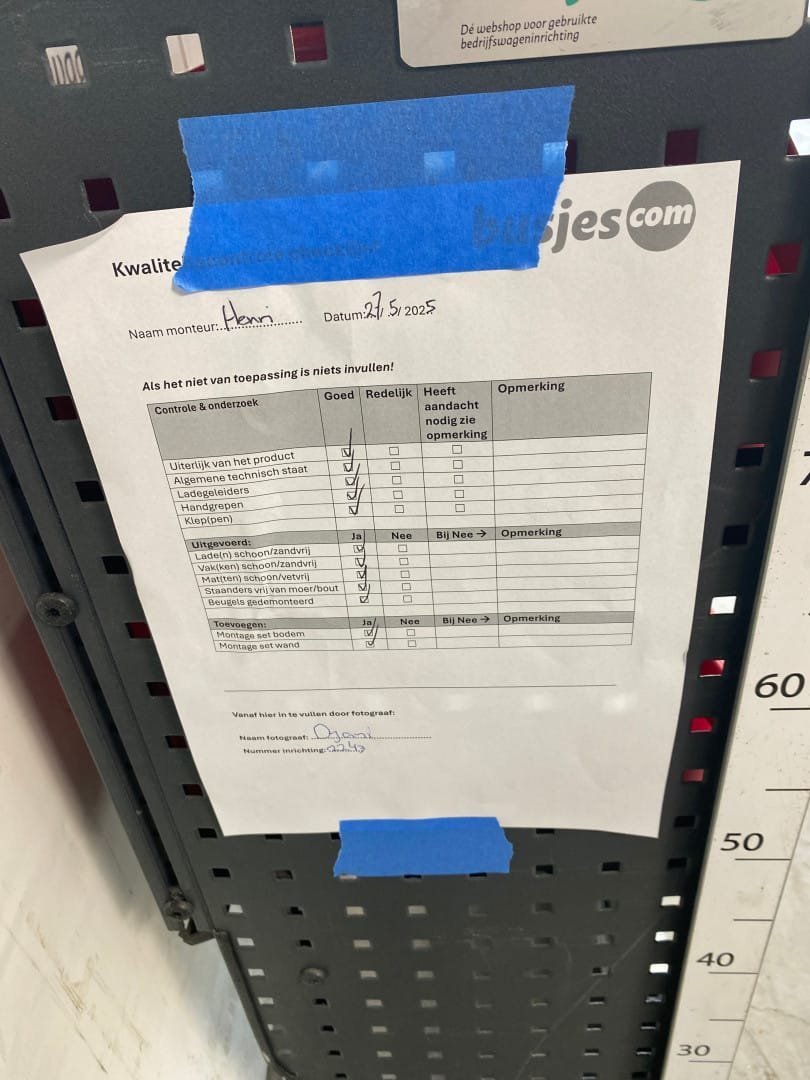 Dé webshop voor gebruikte
bedrijfswageninrichting
busjes com
Kwaliteitscontrole checklijst
Naam monteur: Henri Datum: 27/5/2025
Als het niet van toepassing is niets invullen!
Controle & onderzoek Goed Redelijk Heeft aandacht nodig zie opmerking Opmerking
Uiterlijk van het product
Algemene technisch staat
Ladegeleiders
Handgrepen
Klep(pen)
Uitgevoerd: Ja Nee Bij Nee → Opmerking
Lade(n) schoon/zandvrij
Vak(ken) schoon/zandvrij
Mat(ten) schoon/vetvrij
Staanders vrij van moer/bout
Beugels gedemonteerd
Toevoegen: Ja Nee Bij Nee → Opmerking
Montage set bodem
Montage set wand
Vanaf hier in te vullen door fotograaf:
Naam fotograaf:
Nummer inrichting:
60
50
40
30